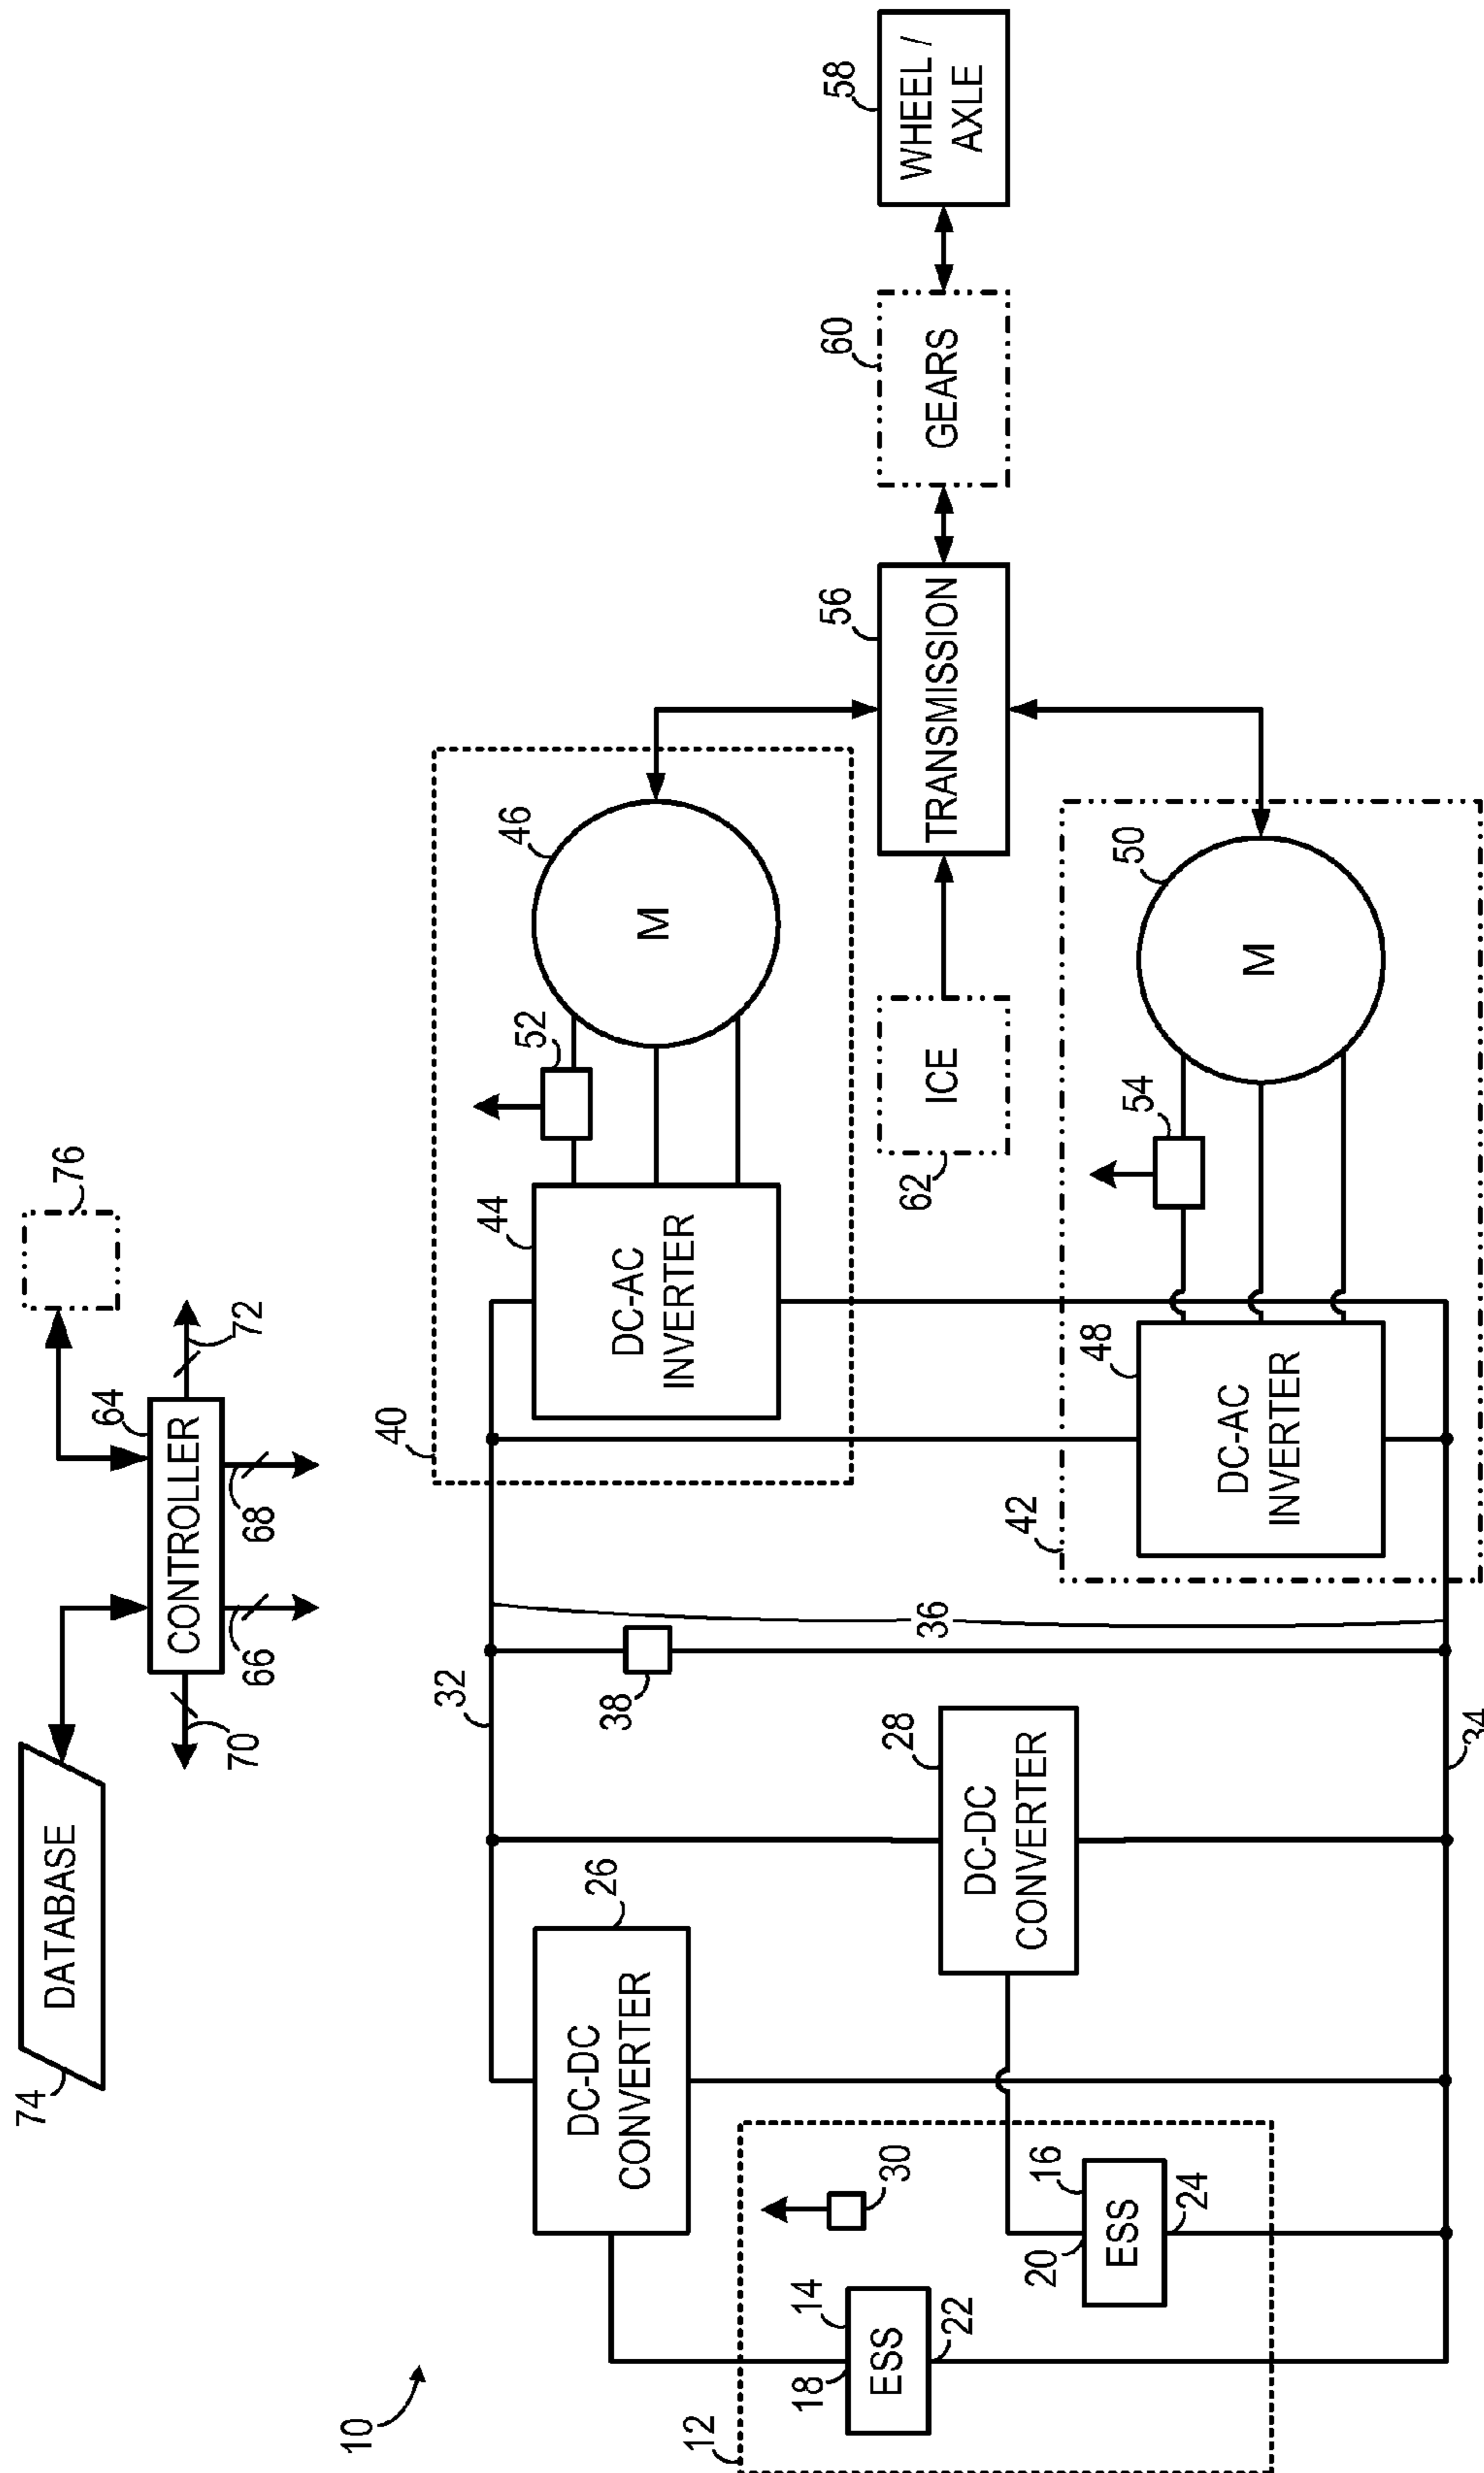 74
DATABASE
70
66
CONTROLLER
68
64
72
76
10
12
18
14
ESS
22
30
20
16
ESS
24
26
DC-DC
CONVERTER
28
DC-DC
CONVERTER
32
38
36
34
40
44
DC-AC
INVERTER
52
46
M
42
48
DC-AC
INVERTER
54
50
M
62
ICE
56
TRANSMISSION
60
GEARS
58
WHEEL /
AXLE